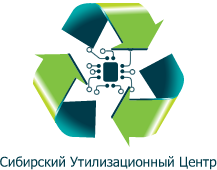 Сибирский Утилизационный Центр